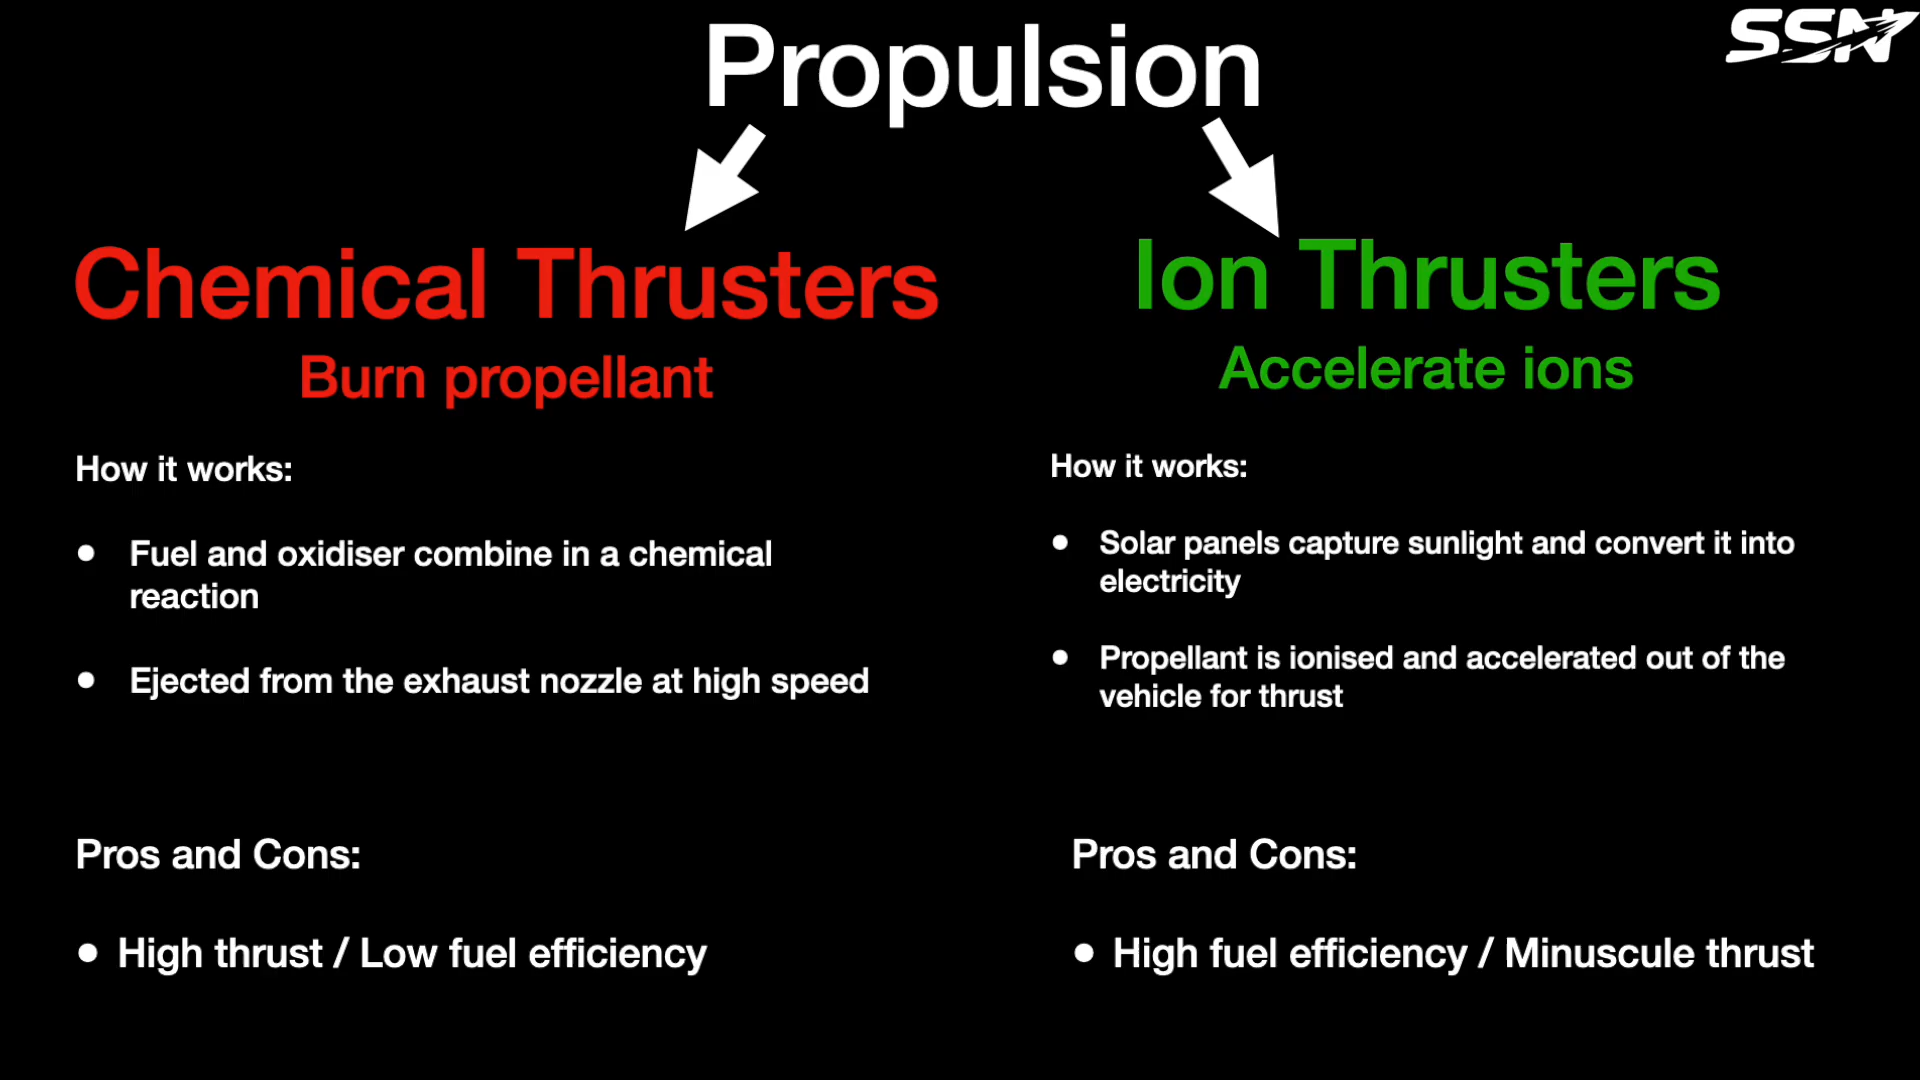 Propulsion
SSN
Chemical Thrusters
Burn propellant
How it works:
• Fuel and oxidiser combine in a chemical
reaction
• Ejected from the exhaust nozzle at high speed
Pros and Cons:
• High thrust / Low fuel efficiency
Ion Thrusters
Accelerate ions
How it works:
• Solar panels capture sunlight and convert it into
electricity
• Propellant is ionised and accelerated out of the
vehicle for thrust
Pros and Cons:
• High fuel efficiency / Minuscule thrust